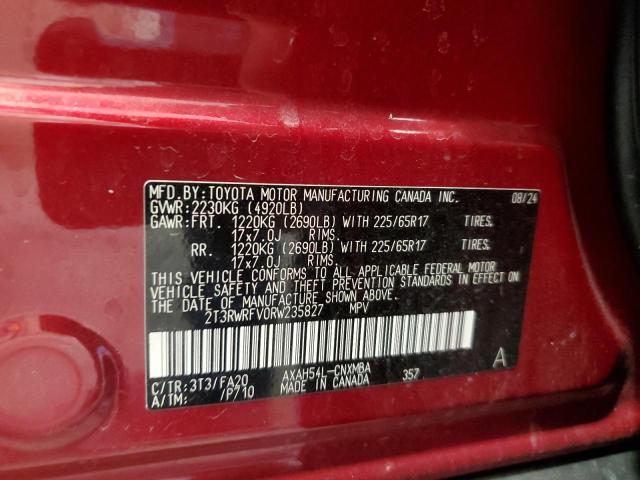 MFD. BY: TOYOTA MOTOR MANUFACTURING CANADA INC. 08/24
GVWR: 2230KG (4920LB)
GAWR: FRT. 1220KG (2690LB) WITH 225/65R17 TIRES.
17x7.0J RIMS.
RR. 1220KG (2690LB) WITH 225/65R17 TIRES.
17x7.0J RIMS.
THIS VEHICLE CONFORMS TO ALL APPLICABLE FEDERAL MOTOR
VEHICLE SAFETY AND THEFT PREVENTION STANDARDS IN EFFECT ON
THE DATE OF MANUFACTURE SHOWN ABOVE.
2T3RWRFV0RW235827 MPV
C/TR: 3T3/FA20 AXAH54L-CNXMBA 357 A
A/TM: /P710 MADE IN CANADA